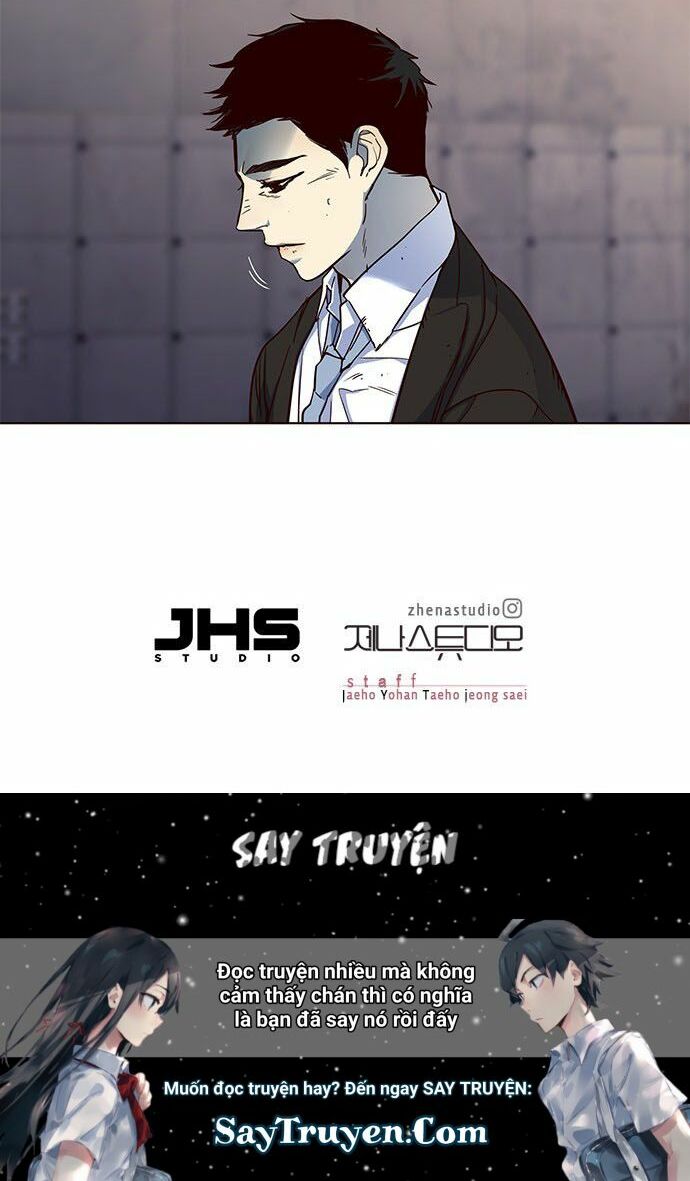 zhenastudio
JHS
STUDIO
제나스튜디오
staff
Jaeho Yohan Taeho jeong saei
SAY TRUYỆN
Đọc truyện nhiều mà không
cảm thấy chán thì có nghĩa
là bạn đã say nó rồi đấy
Muốn đọc truyện hay? Đến ngay SAY TRUYỆN:
SayTruyen.Com